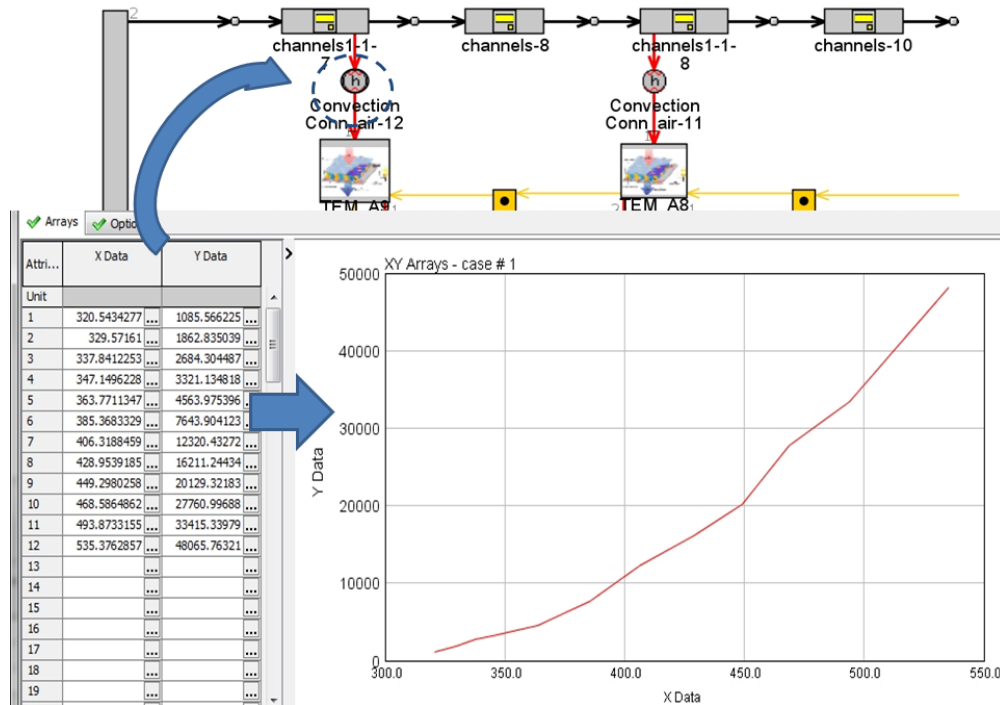 2
channels1-1-
7
channels-8
channels1-1-
8
channels-10
h
h
Convection
Conn_air-12
Convection
Conn_air-11
1
1
TEM_A9
1
2
TEM_A8
1
Arrays
Optio
Attri... X Data Y Data
Unit
1 320.5434277 ... 1085.566225 ...
2 329.57161 ... 1862.835039 ...
3 337.8412253 ... 2684.304487 ...
4 347.1496228 ... 3321.134818 ...
5 363.7711347 ... 4563.975396 ...
6 385.3683329 ... 7643.904123 ...
7 406.3188459 ... 12320.43272 ...
8 428.9539185 ... 16211.24434 ...
9 449.2980258 ... 20129.32183 ...
10 468.5864862 ... 27760.99688 ...
11 493.8733155 ... 33415.33979 ...
12 535.3762857 ... 48065.76321 ...
13 ... ...
14 ... ...
15 ... ...
16 ... ...
17 ... ...
18 ... ...
19 ... ...
XY Arrays - case # 1
50000
40000
30000
20000
10000
0
Y Data
300.0 350.0 400.0 450.0 500.0 550.0
X Data